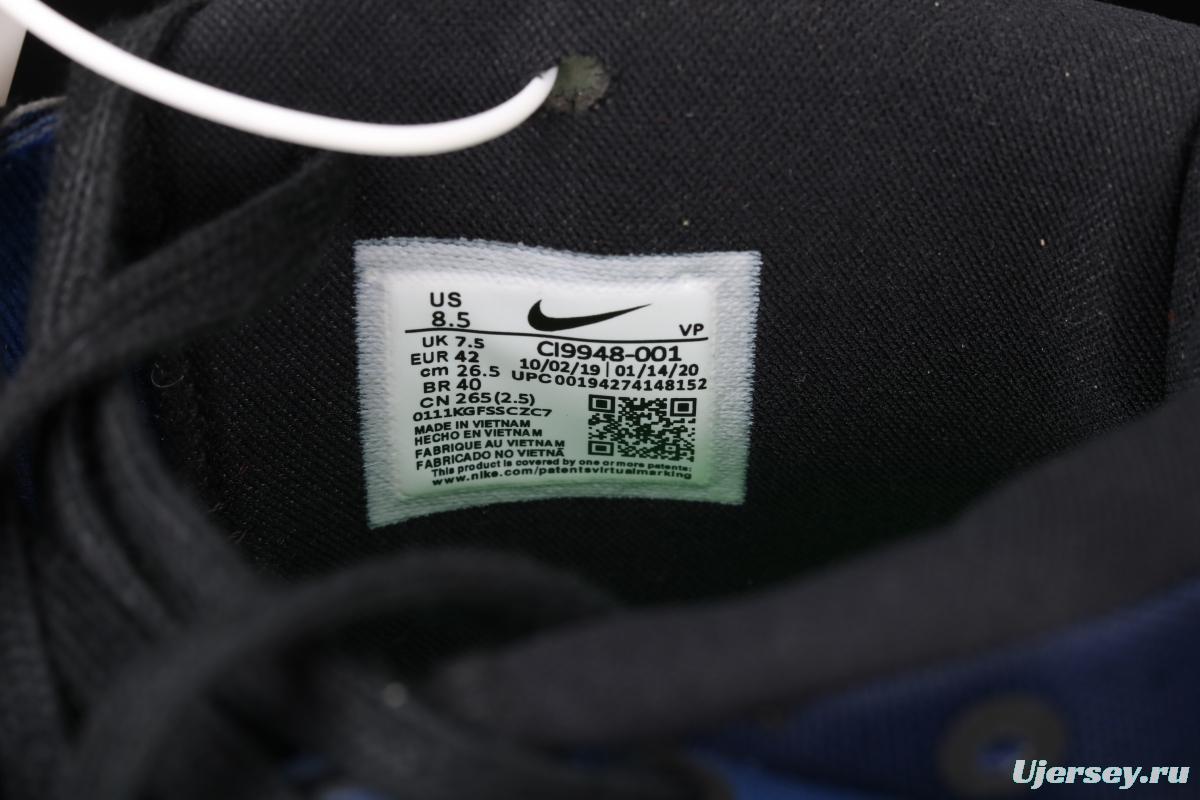 US
8.5
VP
UK 7.5
EUR 42
cm 26.5
BR 40
CN 265(2.5)
CI9948-001
10/02/19 | 01/14/20
UPC 00194274148152
0111KGFSSCZC7
MADE IN VIETNAM
HECHO EN VIETNAM
FABRIQUE AU VIETNAM
FABRICADO NO VIETNÃ
This product is covered by one or more patents:
www.nike.com/patentsvirtualmarking
Ujersey.ru